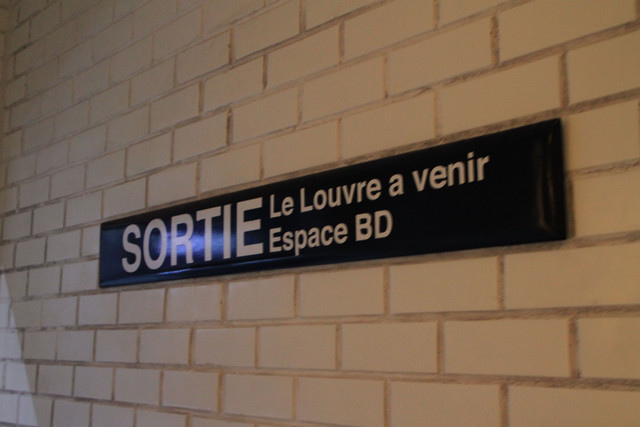 SORTIE
Le Louvre a venir
Espace BD